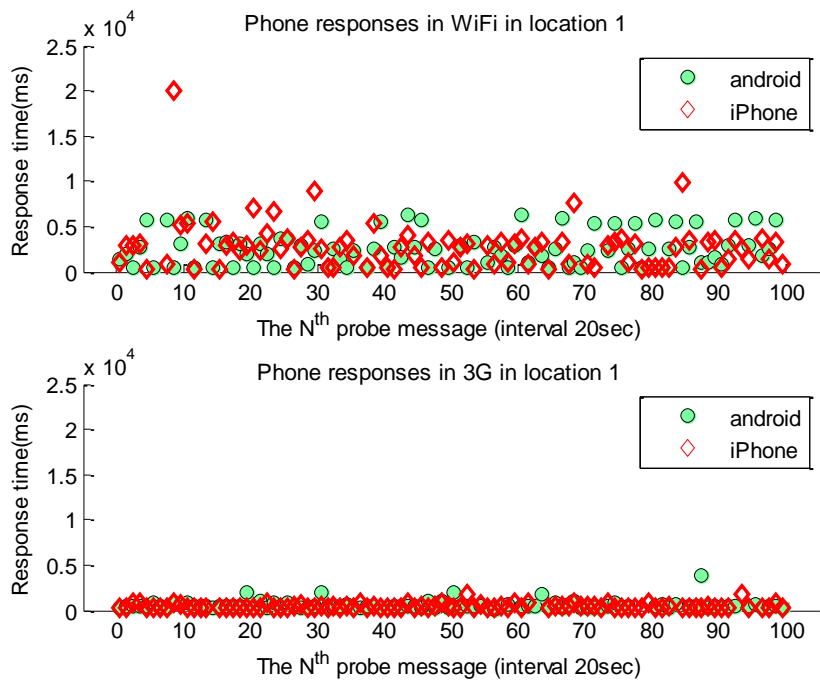 x 10^4
Phone responses in WiFi in location 1
2.5
2
1.5
1
0.5
0
Response time(ms)
android
iPhone
0 10 20 30 40 50 60 70 80 90 100
The N^th probe message (interval 20sec)
x 10^4
Phone responses in 3G in location 1
2.5
2
1.5
1
0.5
0
Response time(ms)
android
iPhone
0 10 20 30 40 50 60 70 80 90 100
The N^th probe message (interval 20sec)